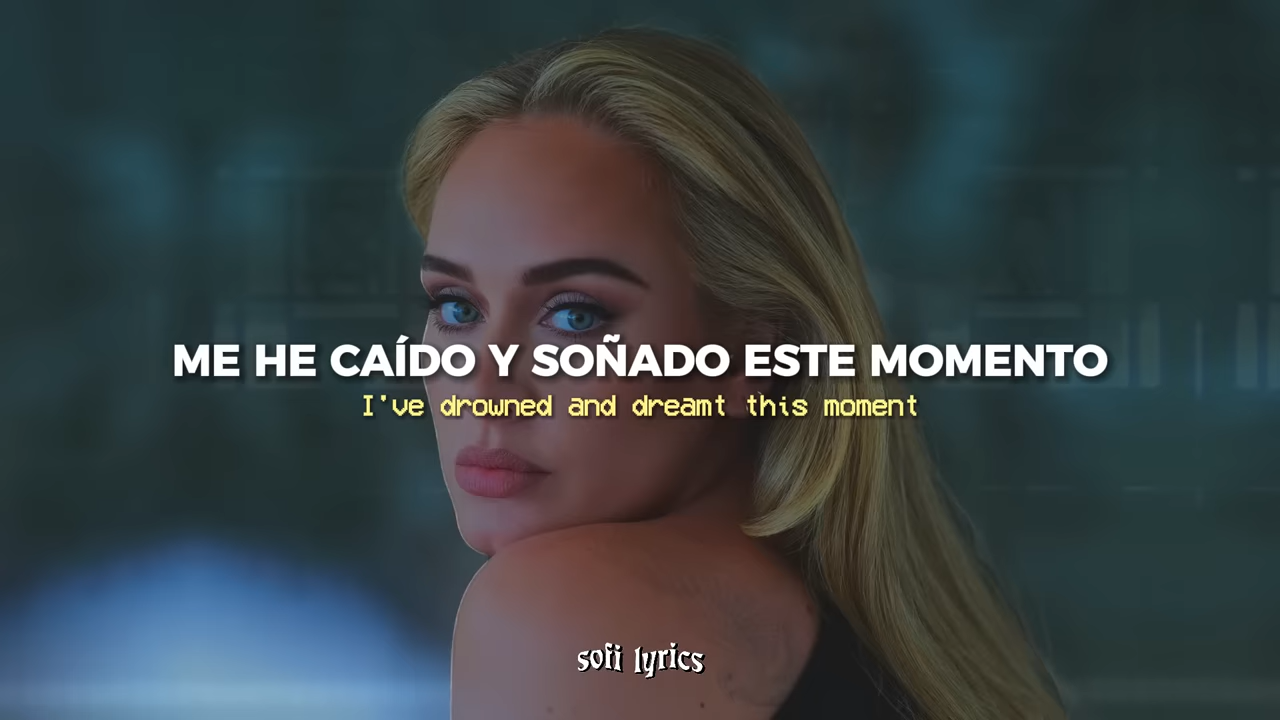 ME HE CAÍDO Y SOÑADO ESTE MOMENTO
I've drowned and dreamt this moment
sofi lyrics